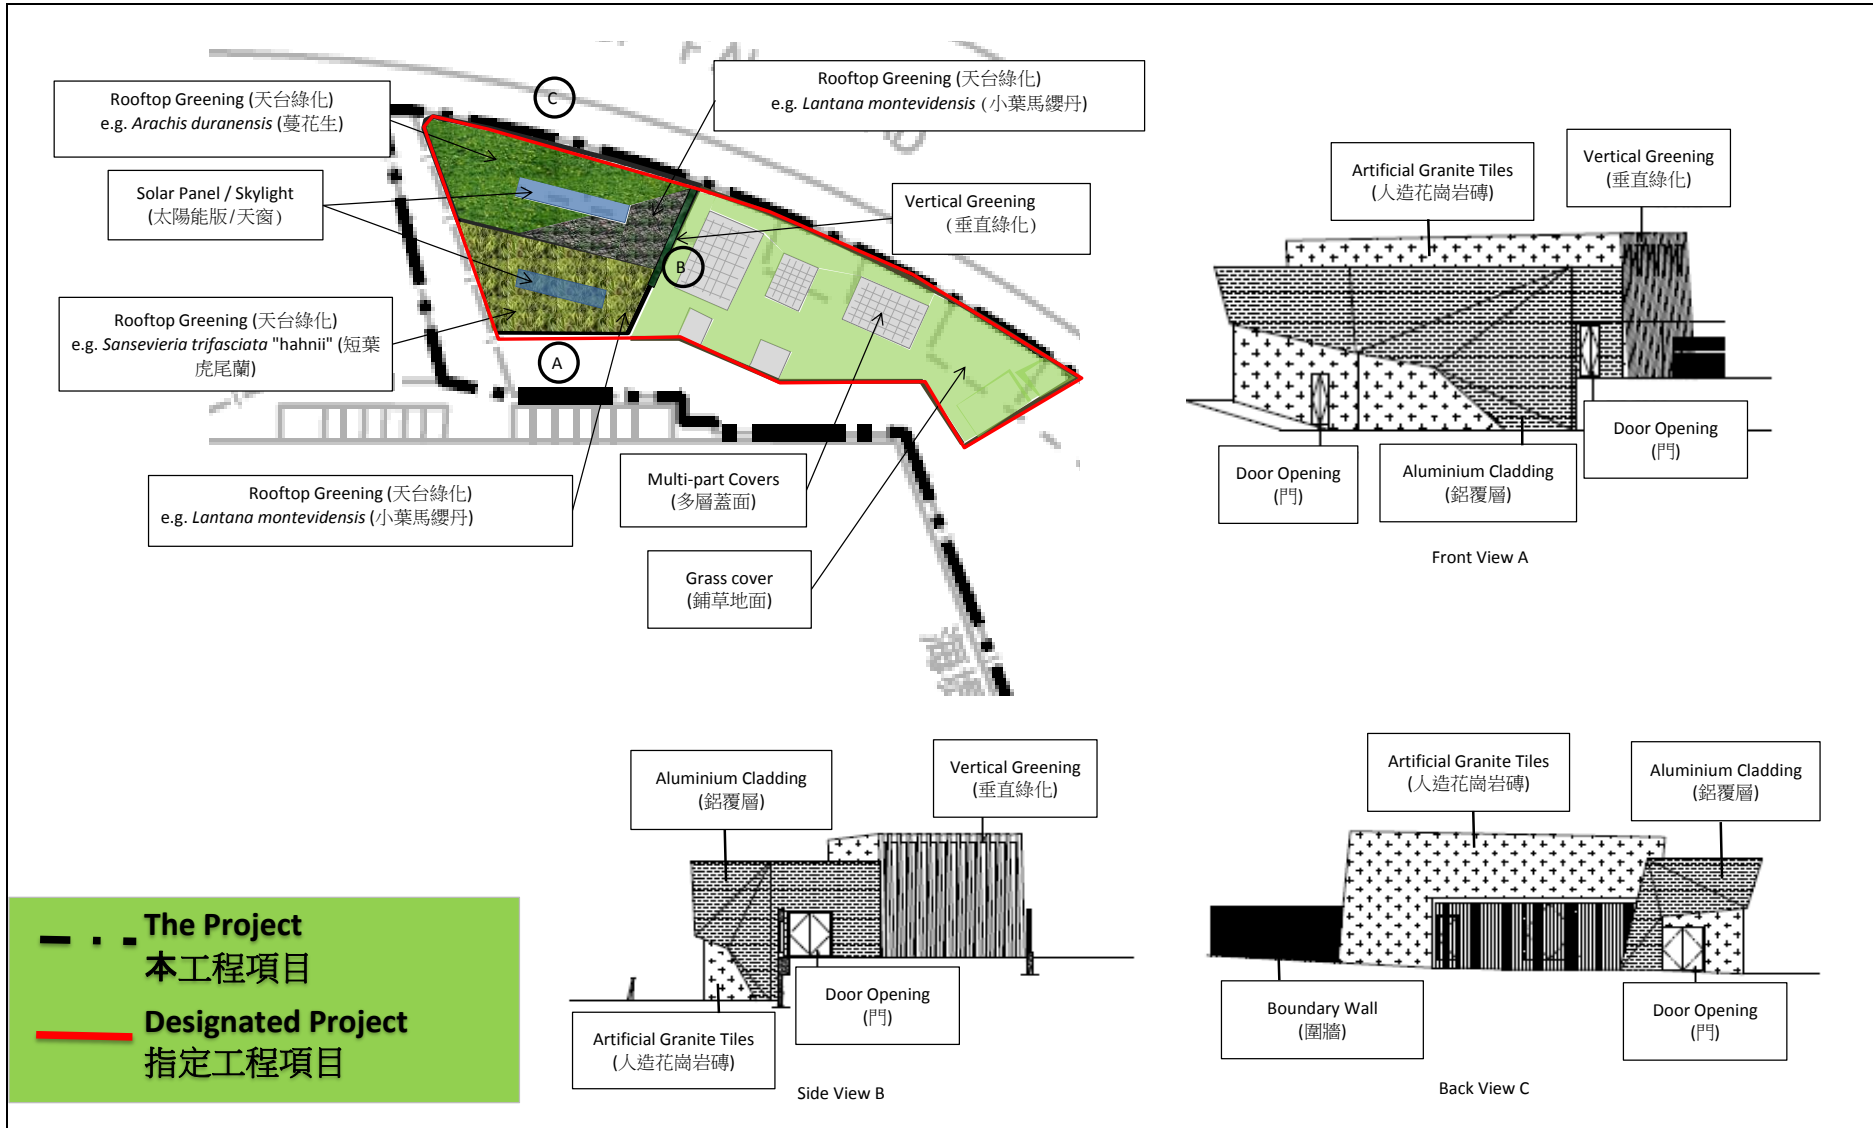 Rooftop Greening (天台綠化)
e.g. Arachis duranensis (蔓花生)
Solar Panel / Skylight
(太陽能版/天窗)
Rooftop Greening (天台綠化)
e.g. Sansevieria trifasciata "hahnii" (短葉
虎尾蘭)
Rooftop Greening (天台綠化)
e.g. Lantana montevidensis (小葉馬纓丹)
C
Rooftop Greening (天台綠化)
e.g. Lantana montevidensis (小葉馬纓丹)
Vertical Greening
(垂直綠化)
B
A
Multi-part Covers
(多層蓋面)
Grass cover
(鋪草地面)
Artificial Granite Tiles
(人造花崗岩磚)
Vertical Greening
(垂直綠化)
Door Opening
(門)
Aluminium Cladding
(鋁覆層)
Door Opening
(門)
Front View A
Aluminium Cladding
(鋁覆層)
Vertical Greening
(垂直綠化)
Door Opening
(門)
Artificial Granite Tiles
(人造花崗岩磚)
Side View B
Artificial Granite Tiles
(人造花崗岩磚)
Aluminium Cladding
(鋁覆層)
Boundary Wall
(圍牆)
Door Opening
(門)
Back View C
The Project
本工程項目
Designated Project
指定工程項目